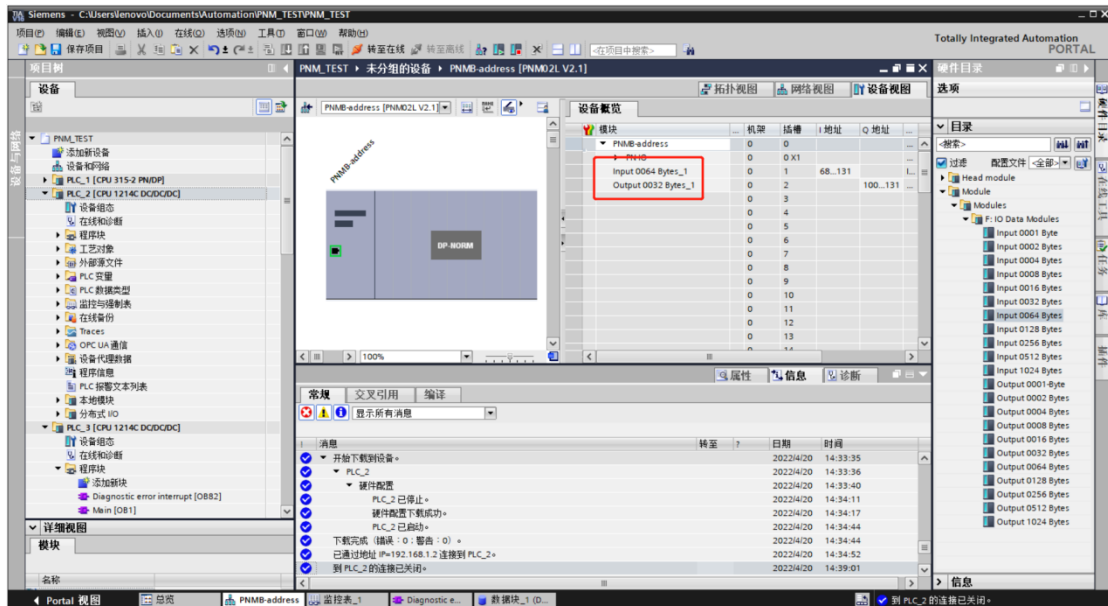 Siemens - C:\Users\lenovo\Documents\Automation\PNM_TEST\PNM_TEST
项目(P) 编辑(E) 视图(V) 插入(I) 在线(O) 选项(N) 工具(T) 窗口(W) 帮助(H)
Totally Integrated Automation
PORTAL
保存项目 转至在线 转至离线 <在项目中搜索>
项目树
PNM_TEST ▸ 未分组的设备 ▸ PNMB-address [PNM02L V2.1]
硬件目录
设备
拓扑视图 网络视图 设备视图
选项
PNM_TEST
添加新设备
设备和网络
PLC_1 [CPU 315-2 PN/DP]
PLC_2 [CPU 1214C DC/DC/DC]
设备组态
在线和诊断
程序块
工艺对象
外部源文件
PLC 变量
PLC 数据类型
监控与强制表
在线备份
Traces
OPC UA 通信
设备代理数据
程序信息
PLC 报警文本列表
本地模块
分布式 I/O
PLC_3 [CPU 1214C DC/DC/DC]
设备组态
在线和诊断
程序块
添加新块
Diagnostic error interrupt [OB82]
Main [OB1]
详细视图
模块
名称
设备与网络
PNMB-address [PNM02L V2.1]
PNMB-address
DP-NORM
100%
设备概览
模块 ... 机架 插槽 I 地址 Q 地址 ...
PNMB-address 0 0
PN-IO 0 0 X1
Input 0064 Bytes_1 0 1 68...131
Output 0032 Bytes_1 0 2 100...131
0 3
0 4
0 5
0 6
0 7
0 8
0 9
0 10
0 11
0 12
0 13
0 14
属性 信息 诊断
常规 交叉引用 编译
显示所有消息
! 消息 转至 ? 日期 时间
开始下载到设备。 2022/4/20 14:33:35
PLC_2 2022/4/20 14:33:36
硬件配置 2022/4/20 14:33:40
PLC_2 已停止。 2022/4/20 14:34:11
硬件配置下载成功。 2022/4/20 14:34:17
PLC_2 已启动。 2022/4/20 14:34:44
下载完成（错误：0；警告：0）。 2022/4/20 14:34:44
已通过地址 IP=192.168.1.2 连接到 PLC_2。 2022/4/20 14:34:52
到 PLC_2 的连接已关闭。 2022/4/20 14:39:01
目录
<搜索>
过滤 配置文件 <全部>
Head module
Module
Modules
F: IO Data Modules
Input 0001 Byte
Input 0002 Bytes
Input 0004 Bytes
Input 0008 Bytes
Input 0016 Bytes
Input 0032 Bytes
Input 0064 Bytes
Input 0128 Bytes
Input 0256 Bytes
Input 0512 Bytes
Input 1024 Bytes
Output 0001-Byte
Output 0002 Bytes
Output 0004 Bytes
Output 0008 Bytes
Output 0016 Bytes
Output 0032 Bytes
Output 0064 Bytes
Output 0128 Bytes
Output 0256 Bytes
Output 0512 Bytes
Output 1024 Bytes
信息
硬件目录
在线工具
任务
库
插件
Portal 视图 总览 PNMB-address 监控表_1 Diagnostic e... 数据块_1 (D... 到 PLC_2 的连接已关闭。